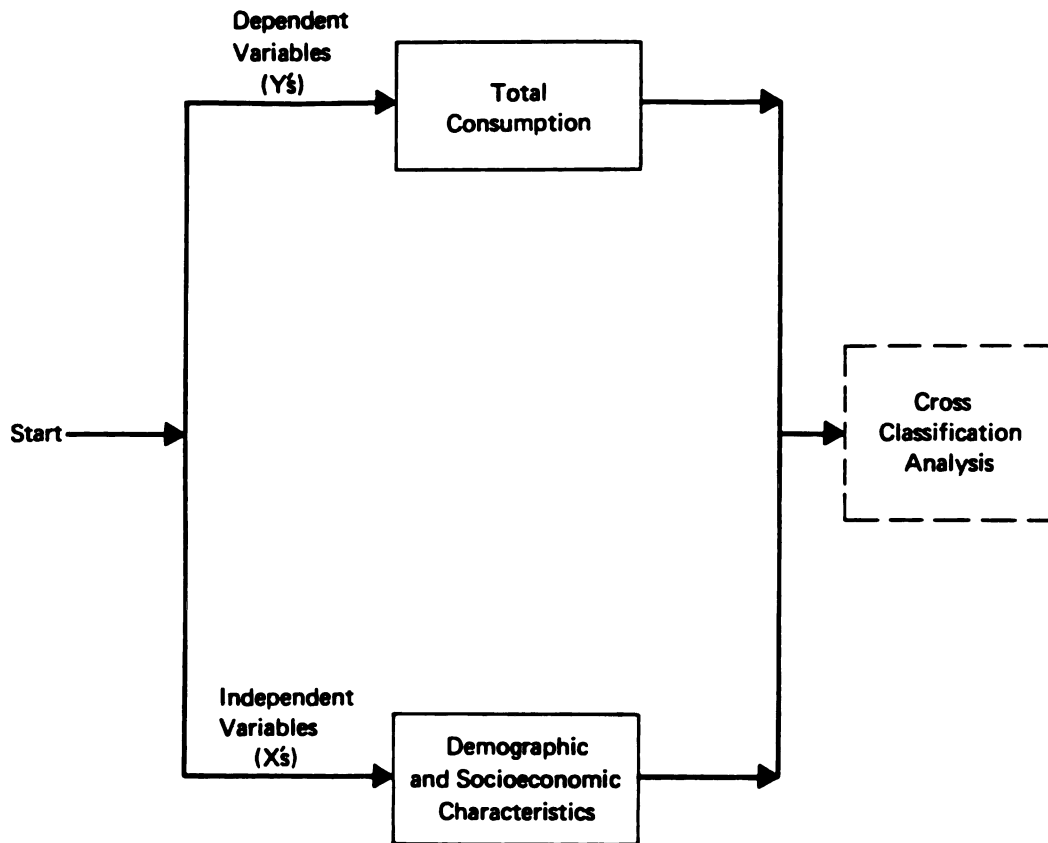 Dependent
Variables
(Y's)
Total
Consumption
Start
Cross
Classification
Analysis
Independent
Variables
(X's)
Demographic
and Socioeconomic
Characteristics